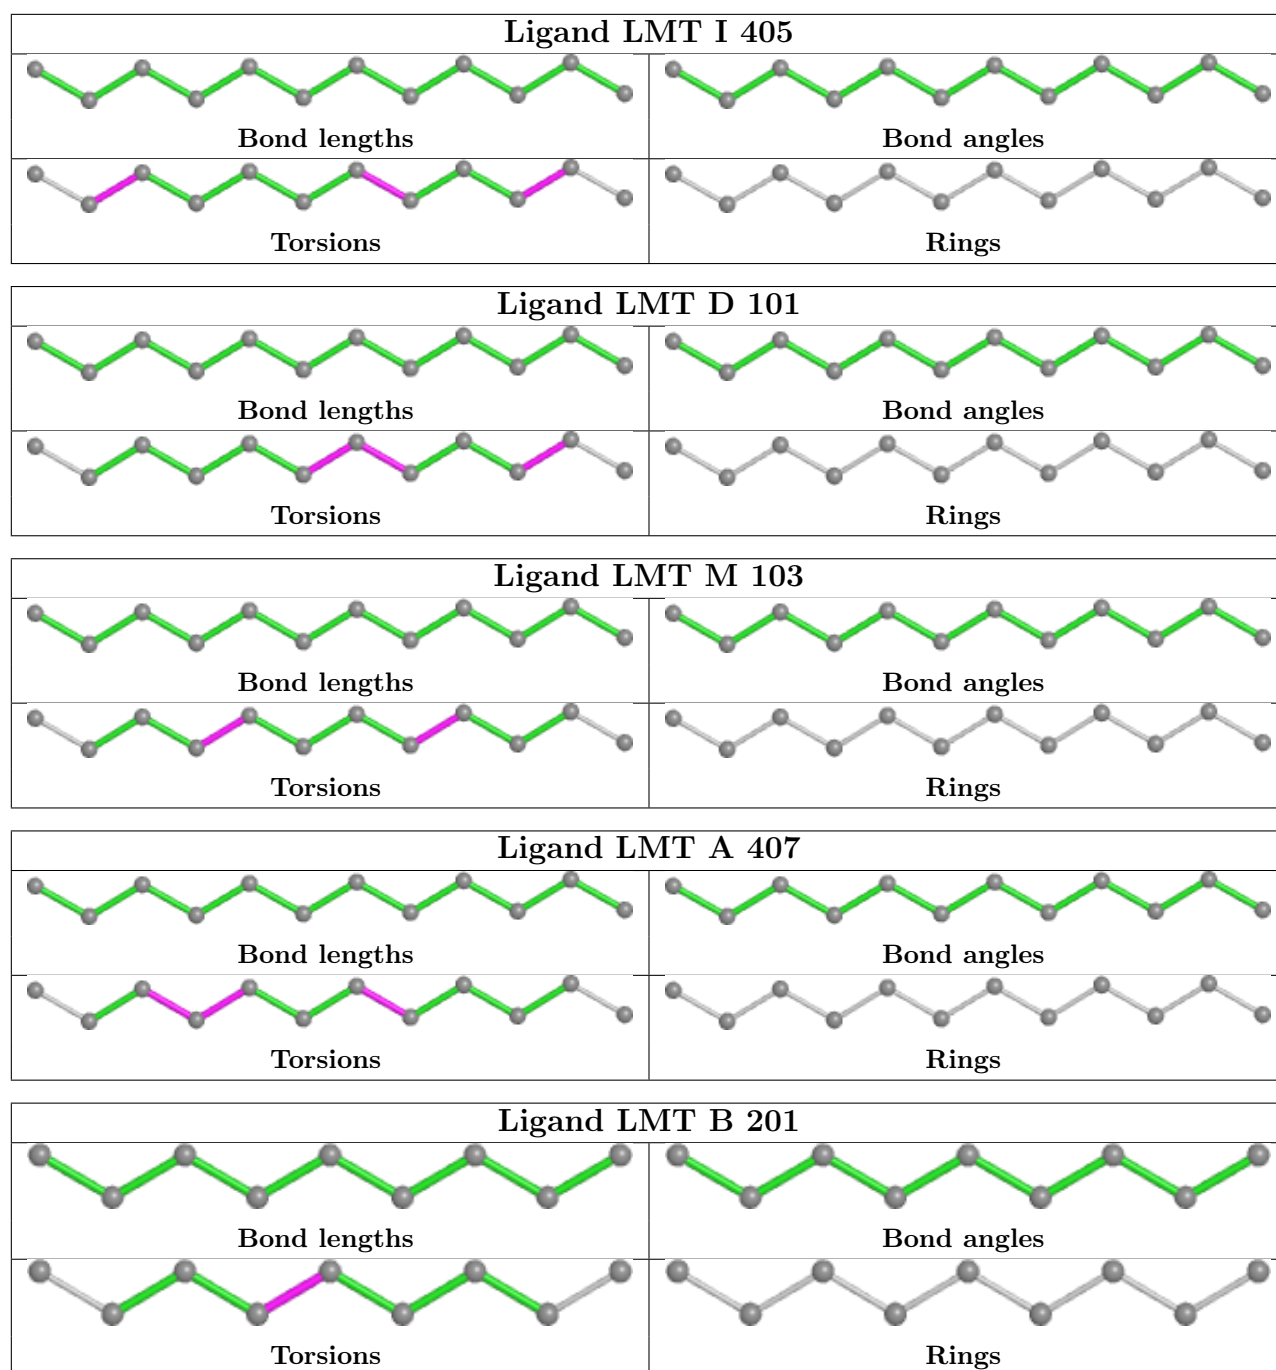 Ligand LMT I 405
Bond lengths Bond angles
Torsions Rings
Ligand LMT D 101
Bond lengths Bond angles
Torsions Rings
Ligand LMT M 103
Bond lengths Bond angles
Torsions Rings
Ligand LMT A 407
Bond lengths Bond angles
Torsions Rings
Ligand LMT B 201
Bond lengths Bond angles
Torsions Rings